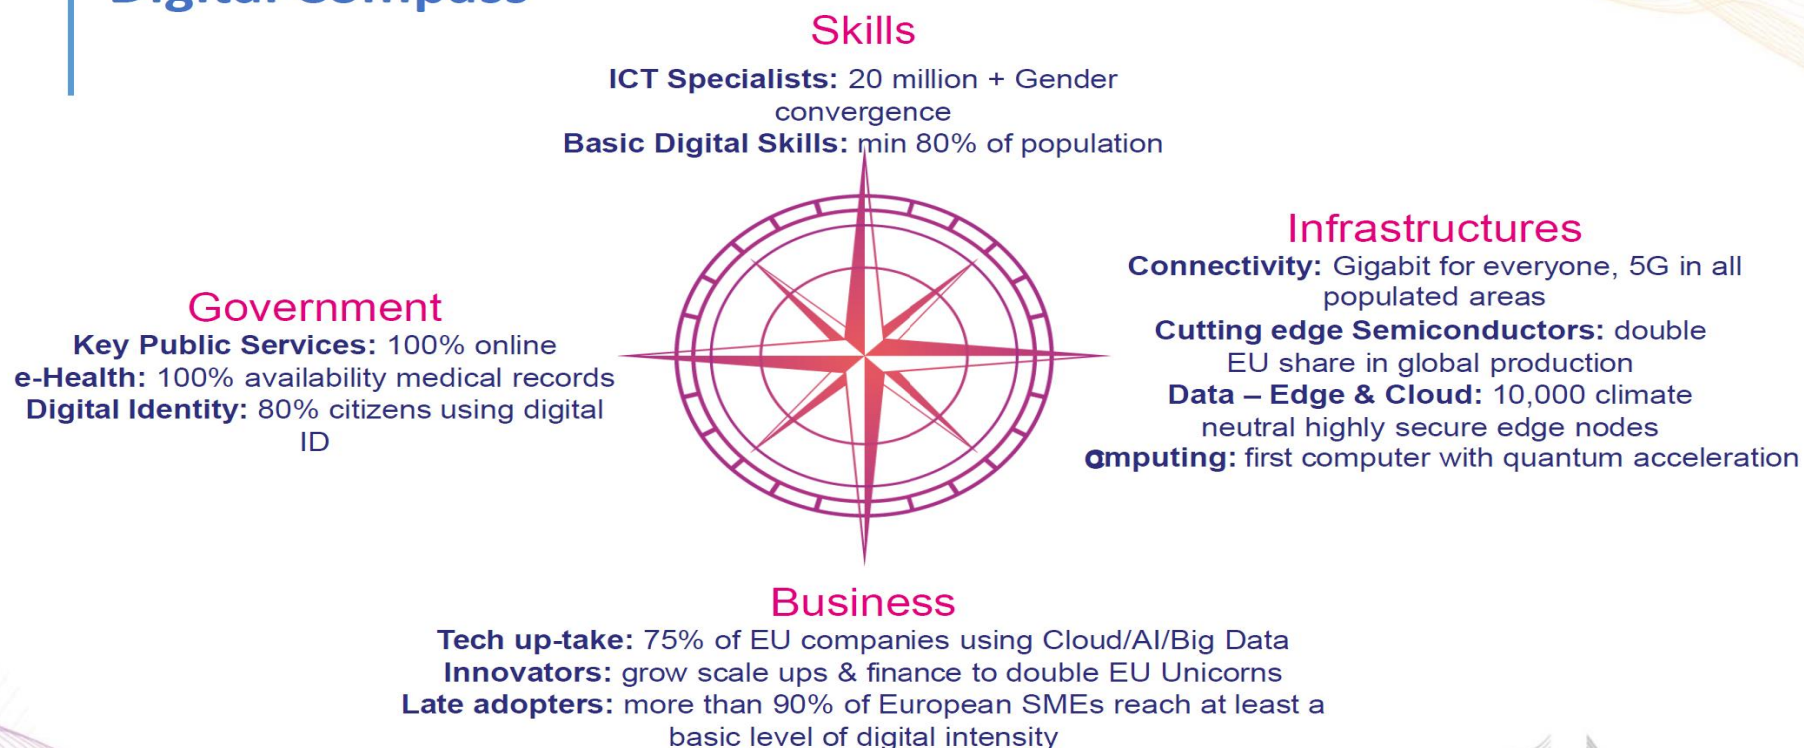 Digital Compass
Skills
ICT Specialists: 20 million + Gender
convergence
Basic Digital Skills: min 80% of population
Infrastructures
Connectivity: Gigabit for everyone, 5G in all
populated areas
Cutting edge Semiconductors: double
EU share in global production
Data – Edge & Cloud: 10,000 climate
neutral highly secure edge nodes
Computing: first computer with quantum acceleration
Government
Key Public Services: 100% online
e-Health: 100% availability medical records
Digital Identity: 80% citizens using digital
ID
Business
Tech up-take: 75% of EU companies using Cloud/AI/Big Data
Innovators: grow scale ups & finance to double EU Unicorns
Late adopters: more than 90% of European SMEs reach at least a
basic level of digital intensity